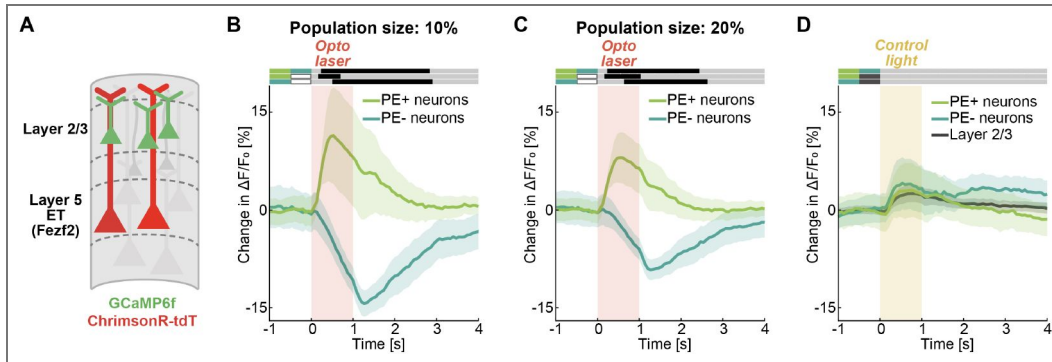 A
Layer 2/3
Layer 5
ET
(Fezf2)
GCaMP6f
ChrimsonR-tdT
B
Population size: 10%
Opto
laser
PE+ neurons
PE- neurons
Change in ΔF/F₀ [%]
15
0
-15
-1 0 1 2 3 4
Time [s]
C
Population size: 20%
Opto
laser
PE+ neurons
PE- neurons
Change in ΔF/F₀ [%]
15
0
-15
-1 0 1 2 3 4
Time [s]
D
Control
light
PE+ neurons
PE- neurons
Layer 2/3
Change in ΔF/F₀ [%]
15
0
-15
-1 0 1 2 3 4
Time [s]